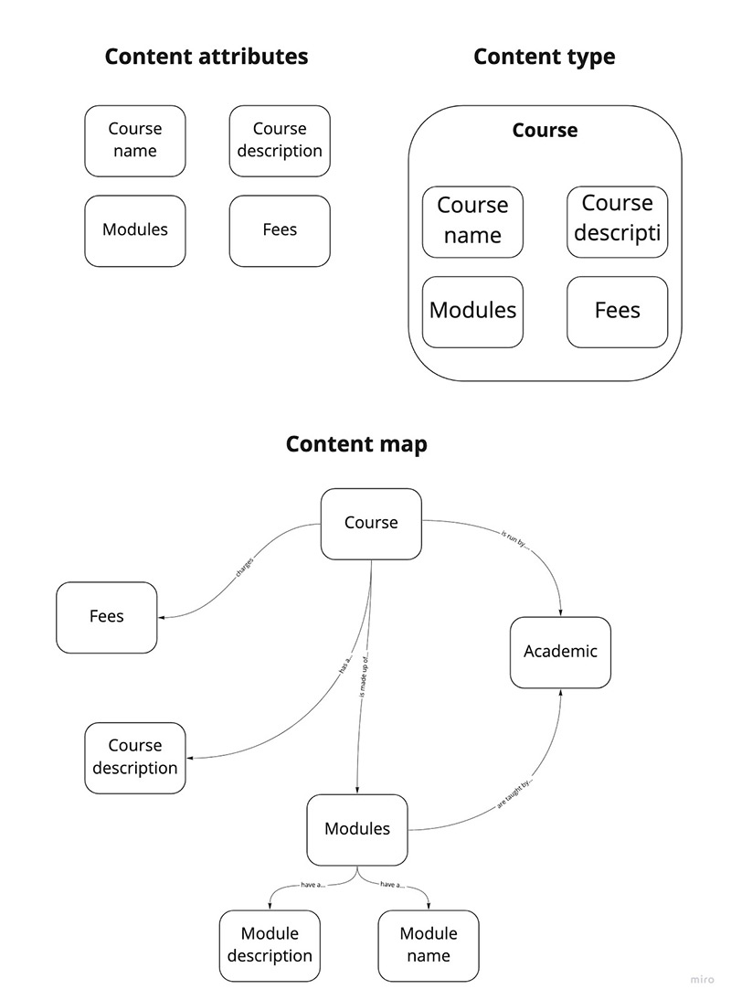 Content attributes
Content type
Course
name
Course
description
Modules
Fees
Course
Course
name
Course
descripti
Modules
Fees
Content map
Course
is run by...
charges
Fees
Academic
has a...
is made up of...
Course
description
are taught by...
Modules
have a...
have a...
Module
description
Module
name
miro